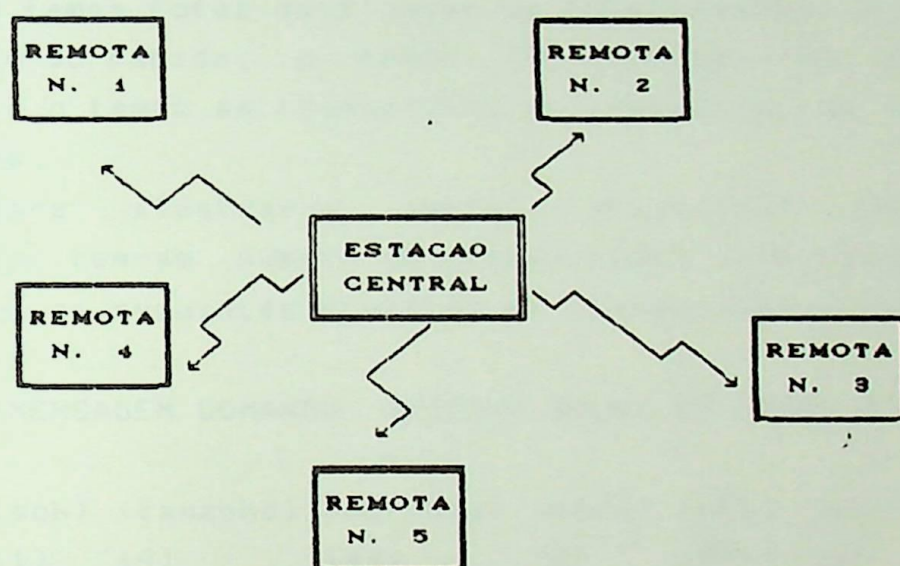 REMOTA
N. 1
REMOTA
N. 2
ESTACAO
CENTRAL
REMOTA
N. 4
REMOTA
N. 3
REMOTA
N. 5